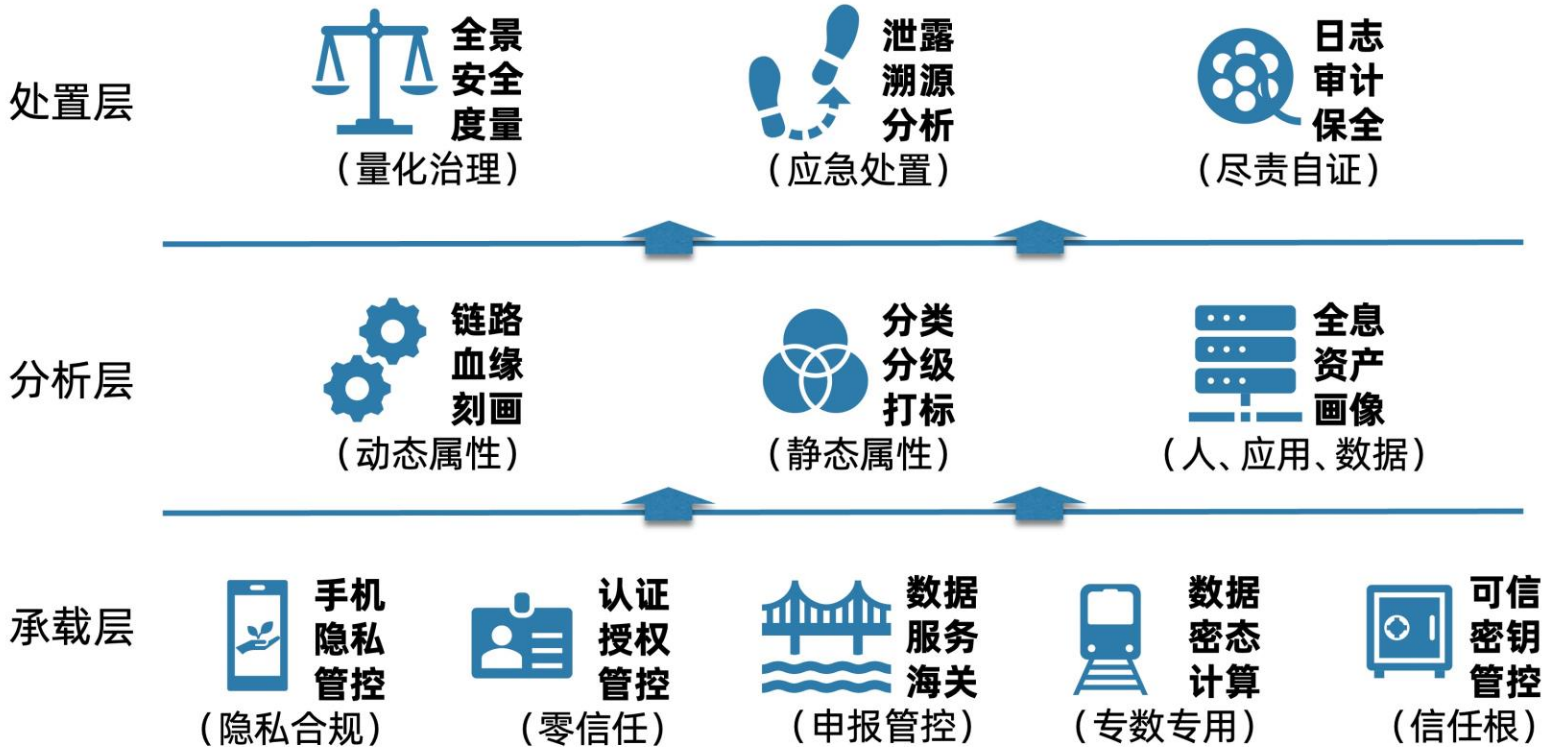 处置层
全景
安全
度量
(量化治理)
泄露
溯源
分析
(应急处置)
日志
审计
保全
(尽责自证)
分析层
链路
血缘
刻画
(动态属性)
分类
分级
打标
(静态属性)
全息
资产
画像
(人、应用、数据)
承载层
手机
隐私
管控
(隐私合规)
认证
授权
管控
(零信任)
数据
服务
海关
(申报管控)
数据
密态
计算
(专数专用)
可信
密钥
管控
(信任根)